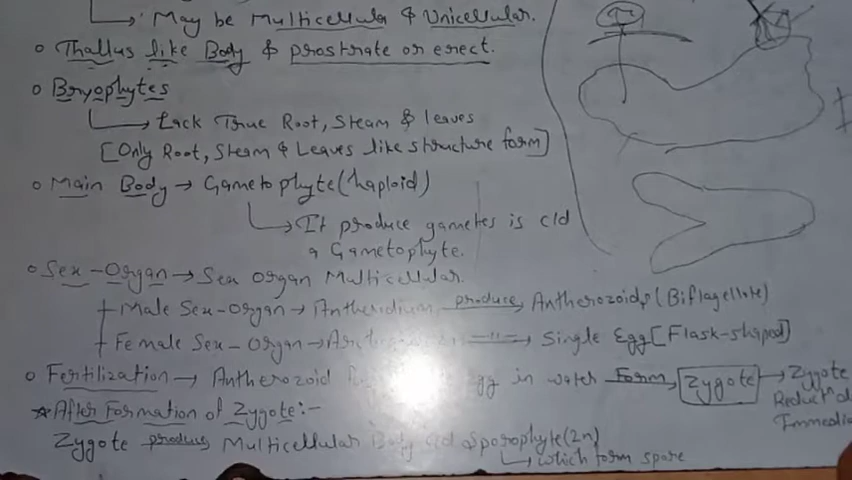 → May be Multicellular & Unicellular.
○ Thallus like Body & prostrate or erect.
○ Bryophytes
→ Lack True Root, Steam & leaves
[Only Root, Steam & Leaves like structure form]
○ Main Body → Gametophyte (haploid)
→ It produce gametes is cld
a Gametophyte.
○ Sex-Organ → Sex Organ Multicellular.
Male Sex-Organ → Antheridium produce → Antherozoids (Biflagellate)
Female Sex-Organ → → Single Egg [Flask-shaped]
○ Fertilization → Antherozoid in water Form → Zygote → Zygote
☆ After Formation of Zygote:-
Zygote produce Multicellular Body cld Sporophyte (2n)
→ which form spore